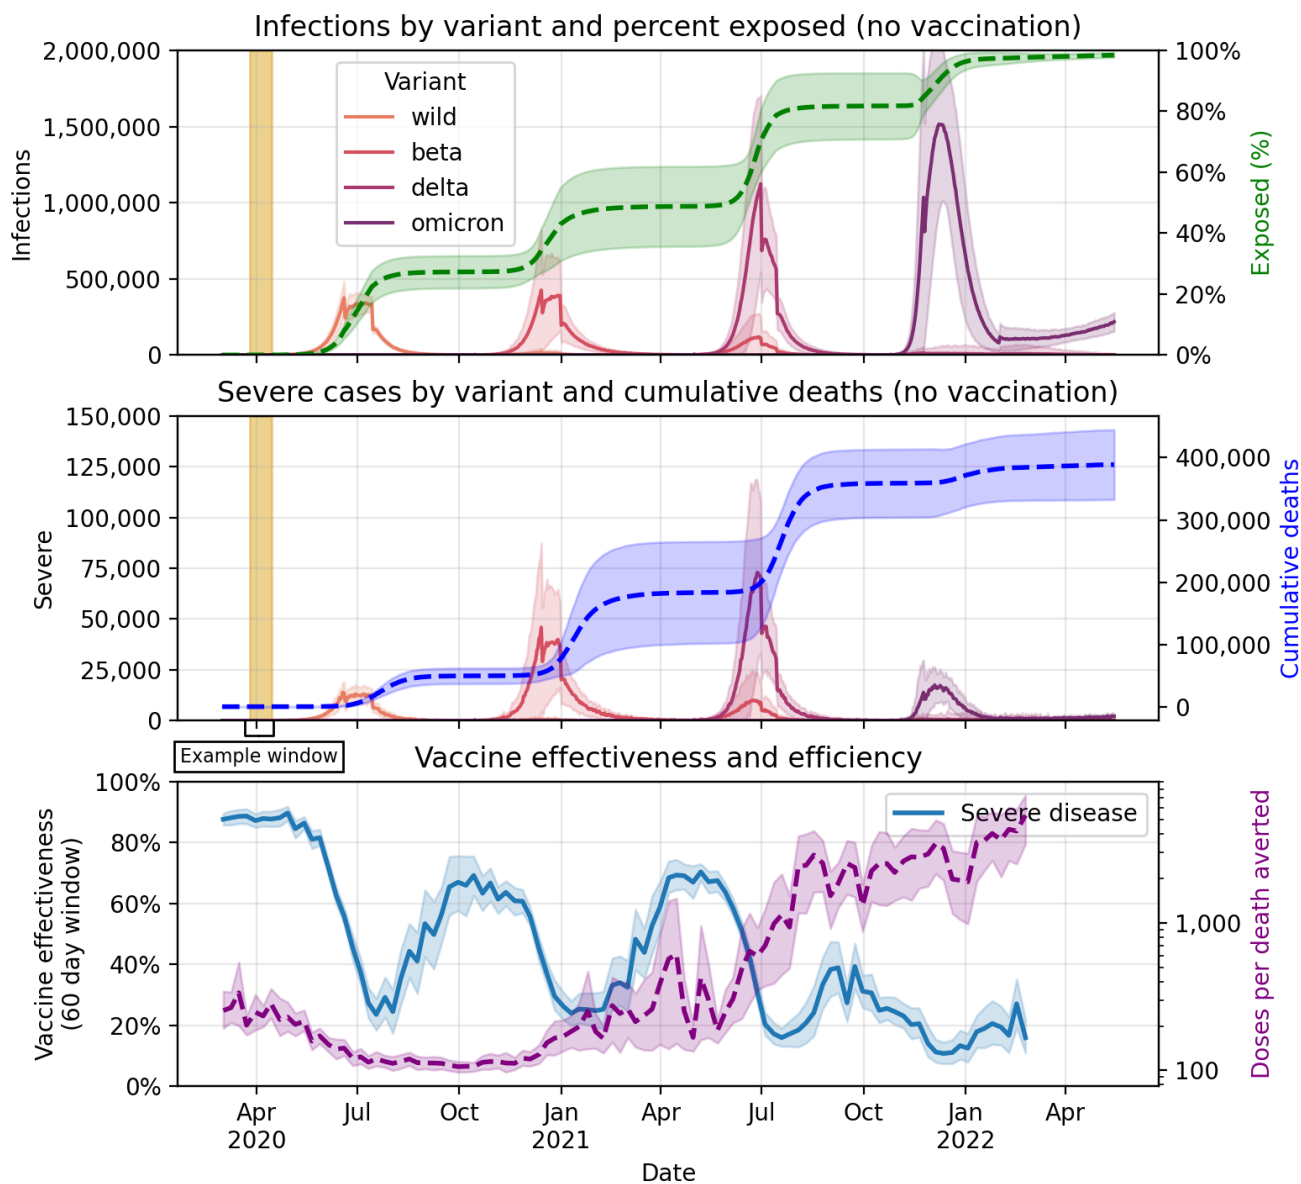 Infections by variant and percent exposed (no vaccination)
2,000,000
1,500,000
1,000,000
500,000
0
Infections
Variant
wild
beta
delta
omicron
100%
80%
60%
40%
20%
0%
Exposed (%)
Severe cases by variant and cumulative deaths (no vaccination)
150,000
125,000
100,000
75,000
50,000
25,000
0
Severe
400,000
300,000
200,000
100,000
0
Cumulative deaths
Example window
Vaccine effectiveness and efficiency
100%
80%
60%
40%
20%
0%
Vaccine effectiveness
(60 day window)
Severe disease
1,000
100
Doses per death averted
Apr Jul Oct Jan Apr Jul Oct Jan Apr
2020 2021 2022
Date